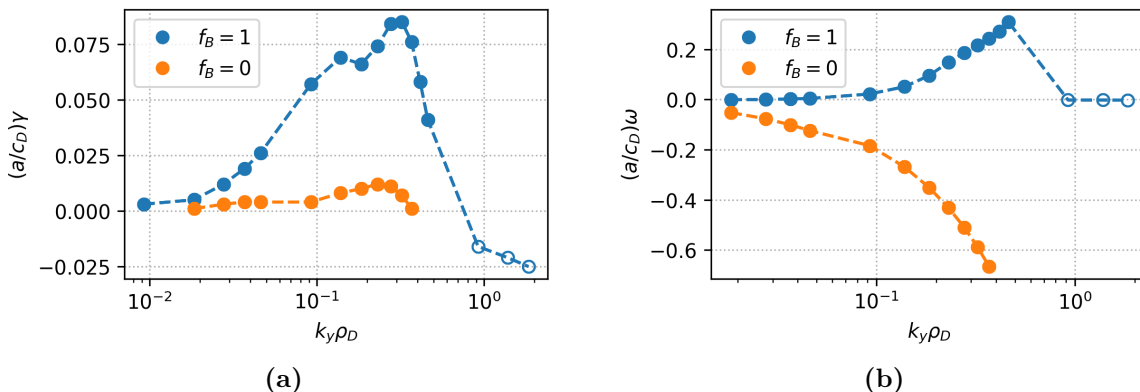 0.075
0.050
0.025
0.000
−0.025
(a/c_D)γ
f_B = 1
f_B = 0
10^−2
10^−1
10^0
k_yρ_D
(a)
0.2
0.0
−0.2
−0.4
−0.6
(a/c_D)ω
f_B = 1
f_B = 0
10^−1
10^0
k_yρ_D
(b)